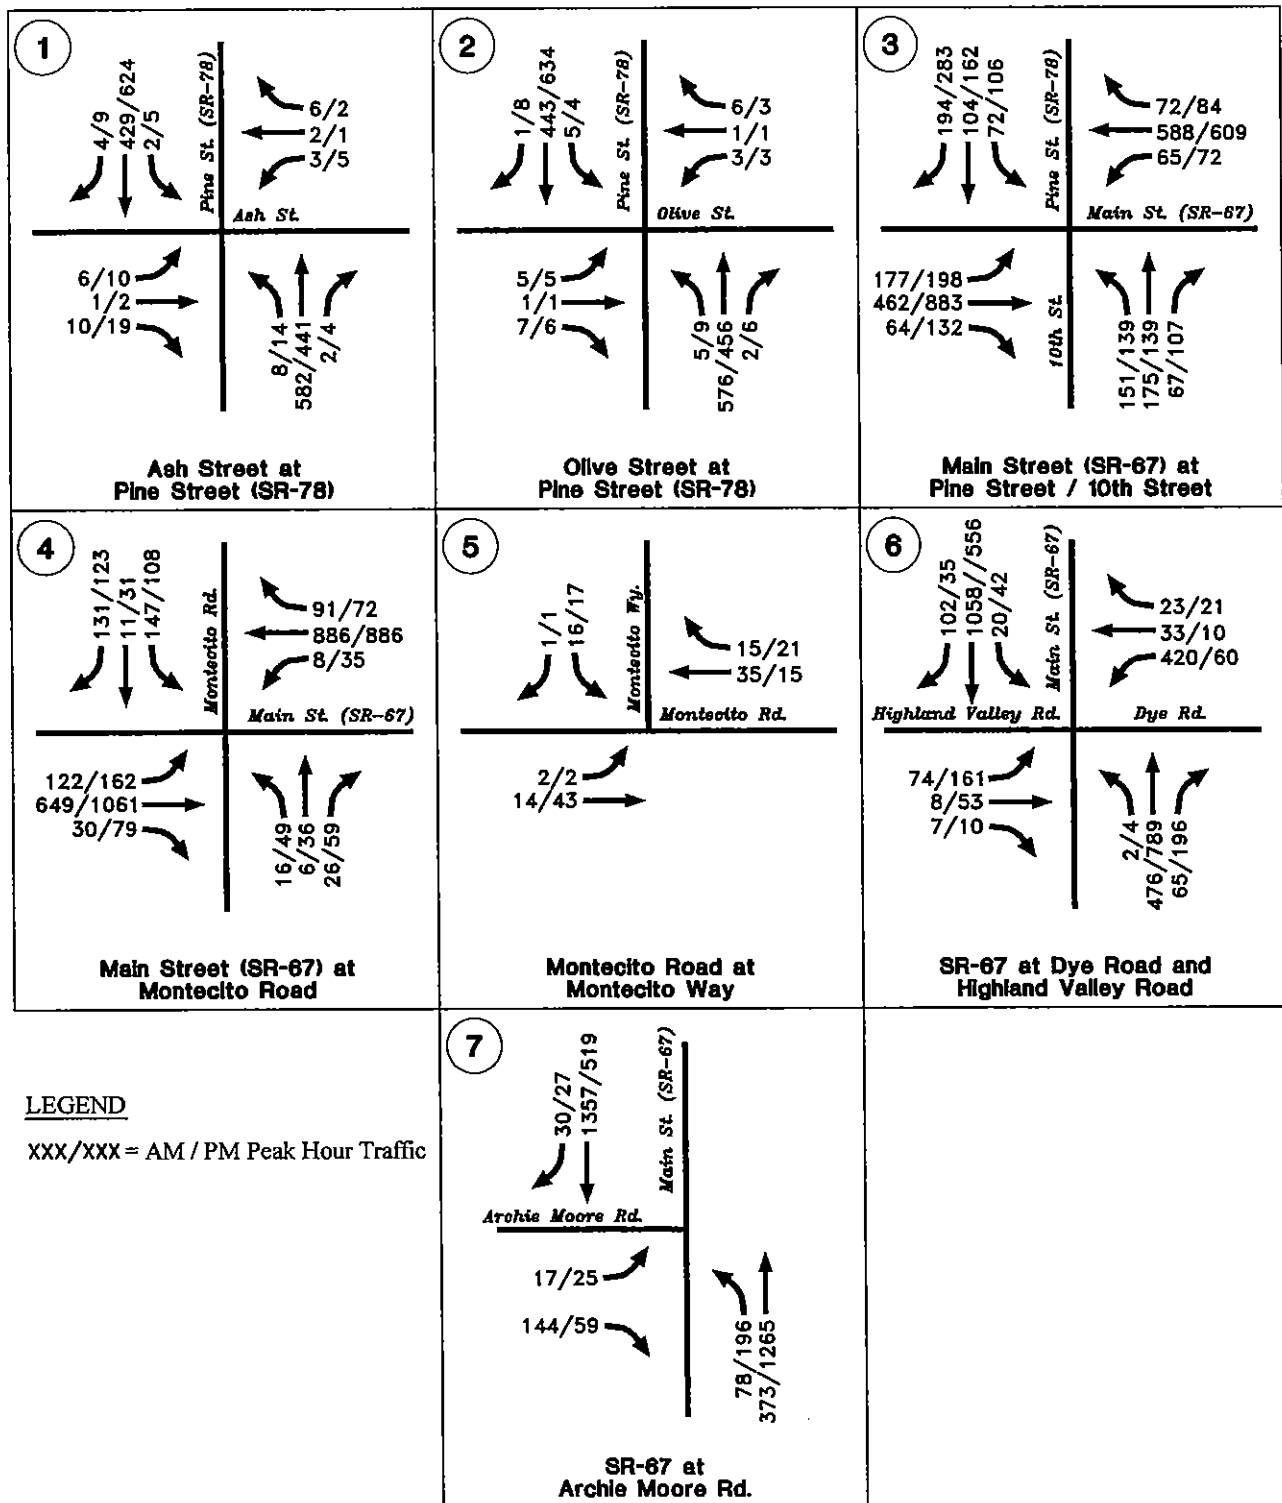 1
4/9
429/624
2/5
Pine St. (SR-78)
6/2
2/1
3/5
Ash St.
6/10
1/2
10/19
8/14
582/441
2/4
Ash Street at
Pine Street (SR-78)
2
1/8
443/634
5/4
Pine St. (SR-78)
6/3
1/1
3/3
Olive St.
5/5
1/1
7/6
5/9
576/456
2/6
Olive Street at
Pine Street (SR-78)
3
194/283
104/162
72/106
Pine St. (SR-78)
72/84
588/609
65/72
Main St. (SR-67)
177/198
462/883
64/132
10th St.
151/139
175/139
67/107
Main Street (SR-67) at
Pine Street / 10th Street
4
131/123
11/31
147/108
Montecito Rd.
91/72
886/886
8/35
Main St. (SR-67)
122/162
649/1061
30/79
16/49
6/36
26/59
Main Street (SR-67) at
Montecito Road
5
1/1
16/17
Montecito Wy.
15/21
35/15
Montecito Rd.
2/2
14/43
Montecito Road at
Montecito Way
6
102/35
1058//556
20/42
Main St. (SR-67)
23/21
33/10
420/60
Highland Valley Rd.
Dye Rd.
74/161
8/53
7/10
2/4
476/789
65/196
SR-67 at Dye Road and
Highland Valley Road
7
30/27
1357/519
Main St. (SR-67)
Archie Moore Rd.
17/25
144/59
78/196
373/1265
SR-67 at
Archie Moore Rd.
LEGEND
XXX/XXX = AM / PM Peak Hour Traffic